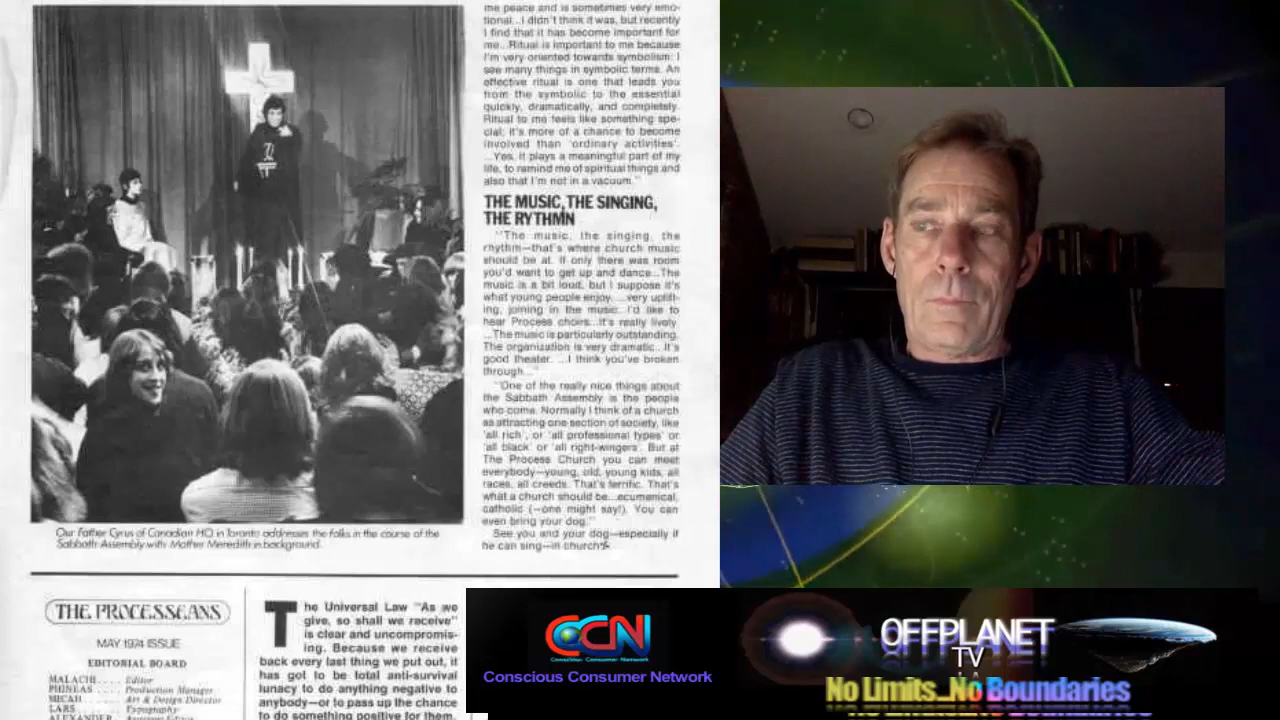 me peace and is sometimes very emo-
tional...I didn't think it was, but recently
I find that it has become important for
me...Ritual is important to me because
I'm very oriented towards symbolism: I
see many things in symbolic terms. An
effective ritual is one that leads you
from the symbolic to the essential
quickly, dramatically, and completely.
Ritual to me feels like something spe-
cial; it's more of a chance to become
involved than 'ordinary activities'.
...Yes, it plays a meaningful part of my
life, to remind me of spiritual things and
also that I'm not in a vacuum."
THE MUSIC, THE SINGING,
THE RYTHMN
"The music, the singing, the
rhythm—that's where church music
should be at. If only there was room
you'd want to get up and dance...The
music is a bit loud, but I suppose it's
what young people enjoy. ...very uplift-
ing, joining in the music...I'd like to
hear Process choirs...It's really lively
...The music is particularly outstanding.
The organization is very dramatic. It's
good theater. ...I think you've broken
through..."
"One of the really nice things about
the Sabbath Assembly is the people
who come. Normally I think of a church
as attracting one section of society, like
'all rich', or 'all professional types' or
'all black' or 'all right-wingers'. But at
The Process Church you can meet
everybody—young, old, young kids, all
races, all creeds. That's terrific. That's
what a church should be...ecumenical,
catholic (—one might say!). You can
even bring your dog."
See you and your dog—especially if
he can sing—in church
Our Father Cyrus of Canadian HQ in Toronto addresses the folks in the course of the
Sabbath Assembly with Mother Meredith in background.
THE PROCESSEANS
MAY 1974 ISSUE
EDITORIAL BOARD
MALACHI.... Editor
PHINEAS.... Production Manager
MICAH.... Art & Design Director
LARS.... Typography
ALEXANDER
The Universal Law "As we
give, so shall we receive"
is clear and uncompromis-
ing. Because we receive
back every last thing we put out, it
has got to be total anti-survival
lunacy to do anything negative to
anybody—or to pass up the chance
to do something positive for them.
CCN
Conscious Consumer Network
Conscious Consumer Network
OFFPLANET
TV
No Limits...No Boundaries